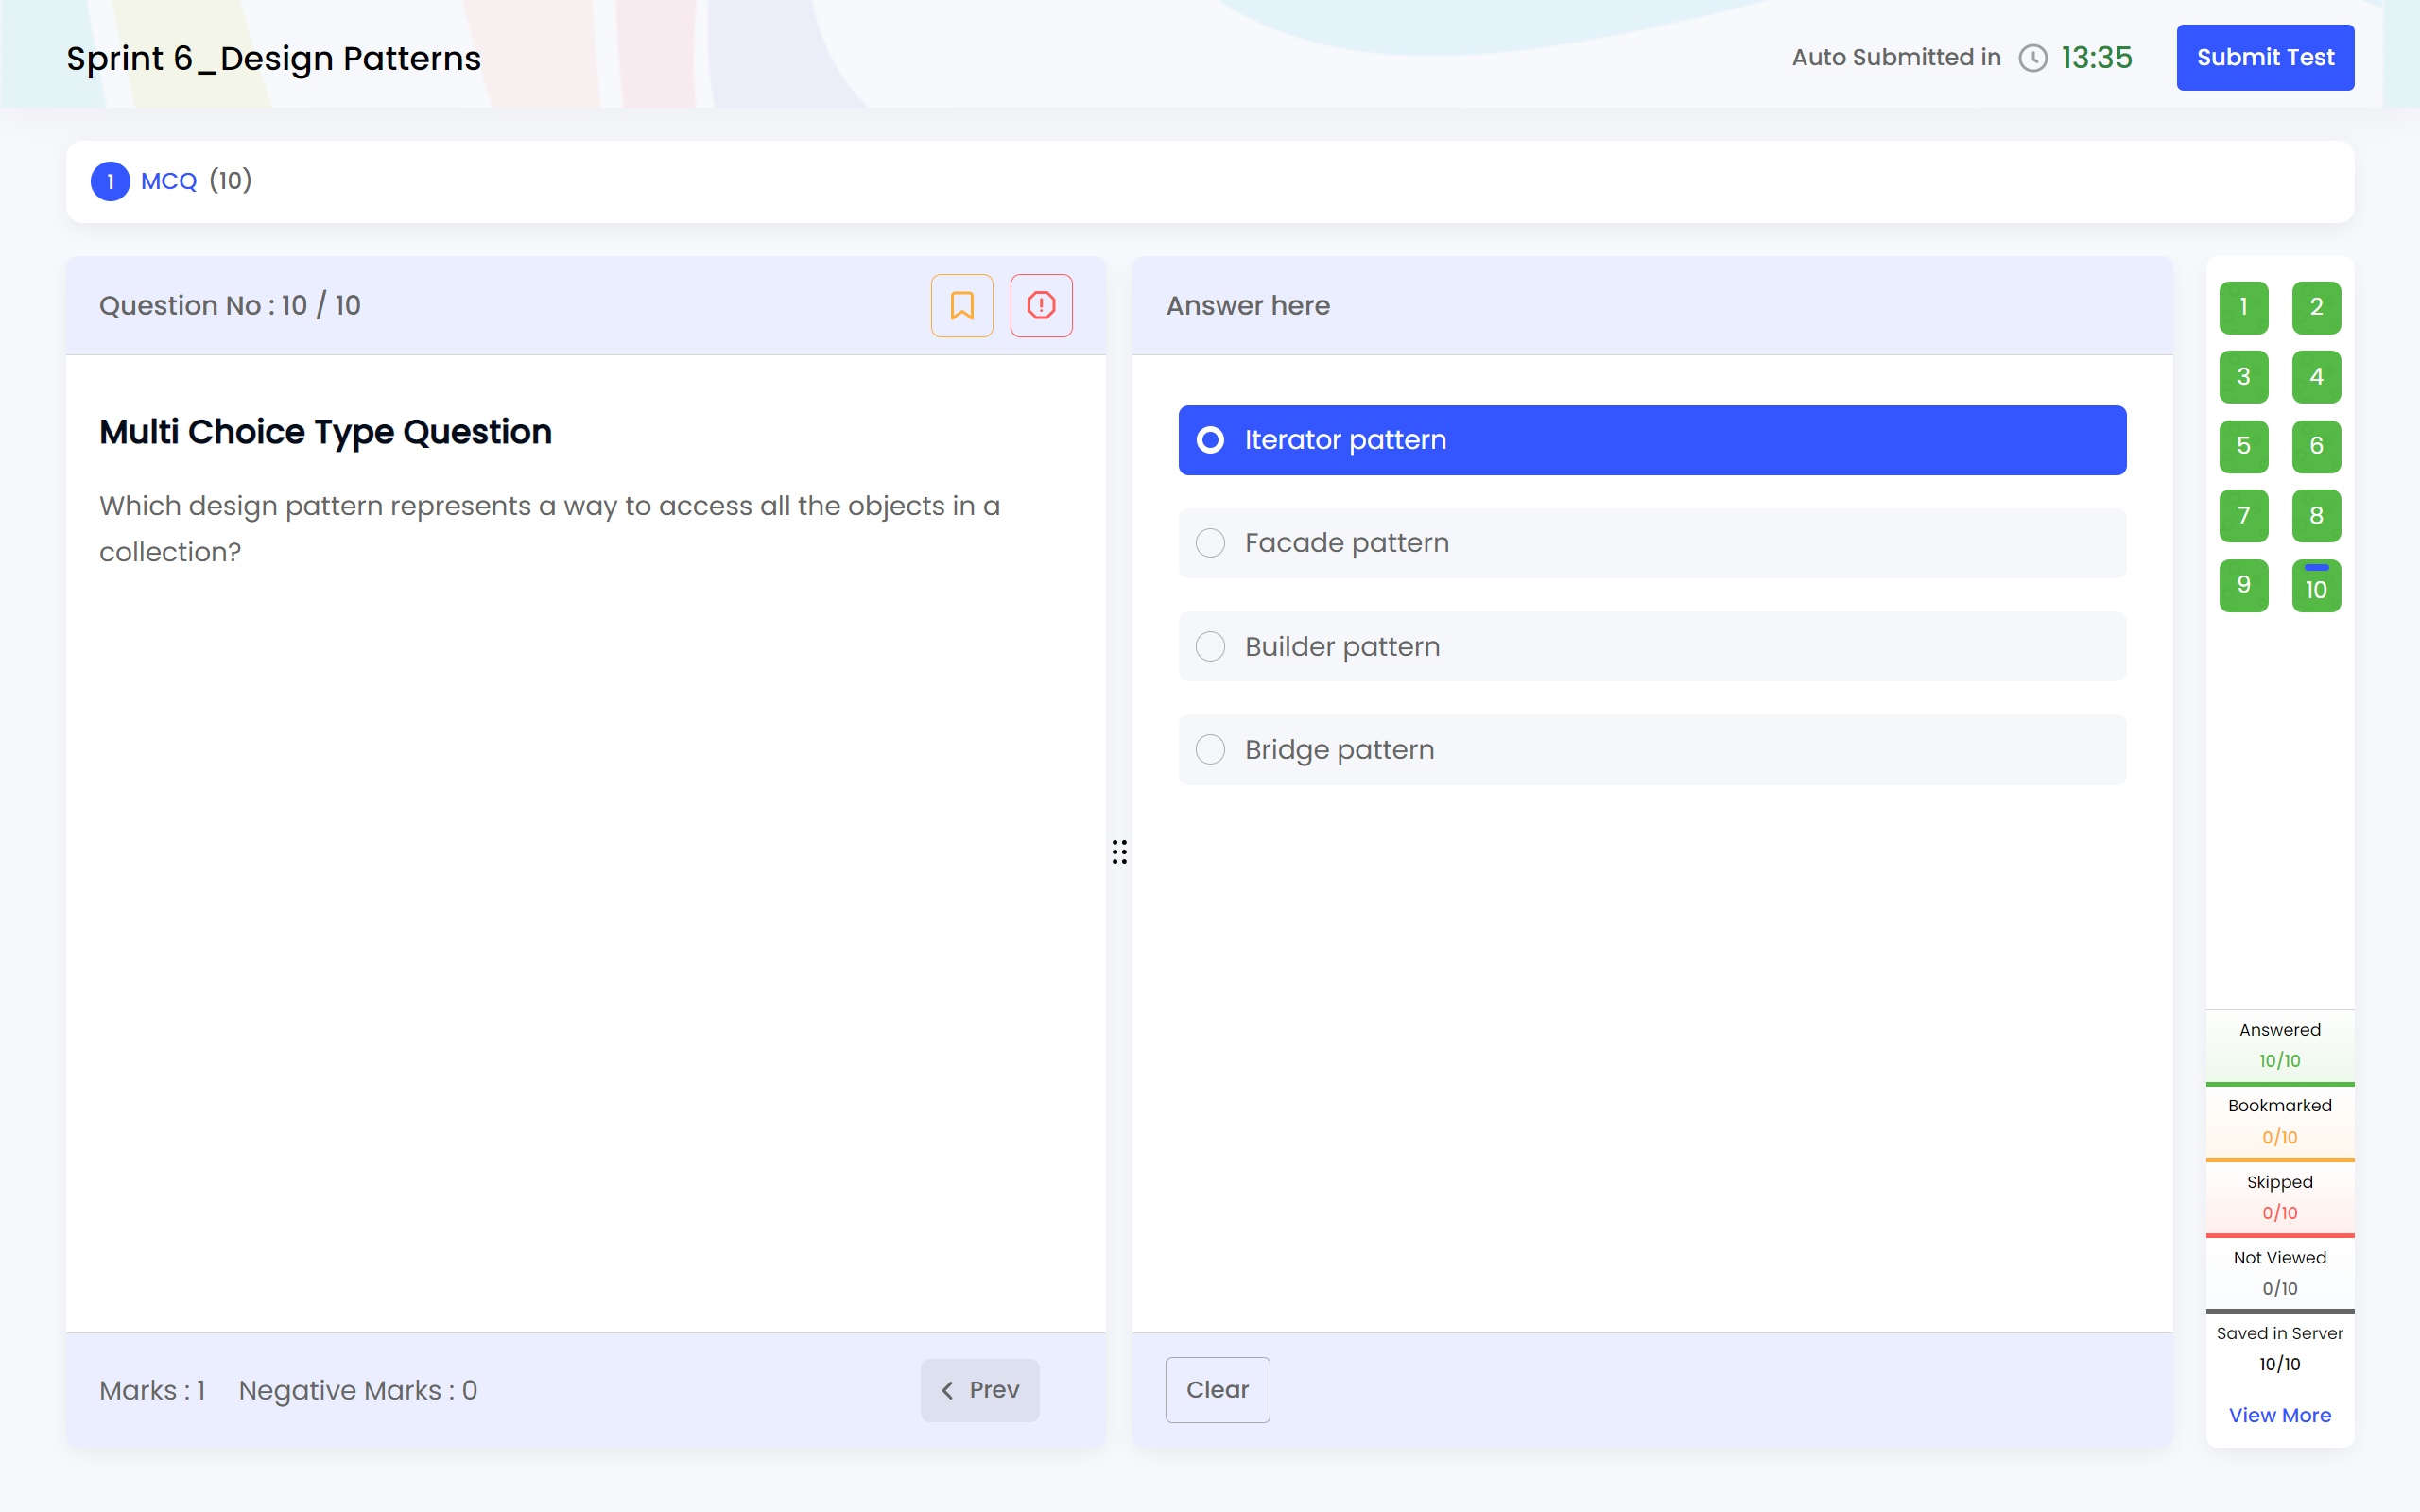 Sprint 6_Design Patterns
Auto Submitted in 13:35
Submit Test
1 MCQ (10)
Question No : 10 / 10
Multi Choice Type Question
Which design pattern represents a way to access all the objects in a
collection?
Marks : 1 Negative Marks : 0
Prev
Answer here
Iterator pattern
Facade pattern
Builder pattern
Bridge pattern
Clear
1 2
3 4
5 6
7 8
9 10
Answered
10/10
Bookmarked
0/10
Skipped
0/10
Not Viewed
0/10
Saved in Server
10/10
View More